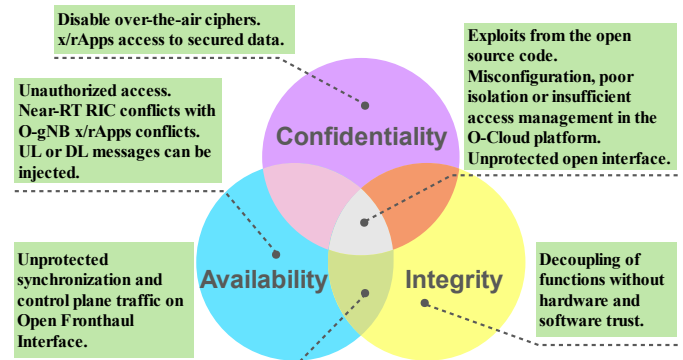 Disable over-the-air ciphers.
x/rApps access to secured data.
Exploits from the open
source code.
Misconfiguration, poor
isolation or insufficient
access management in the
O-Cloud platform.
Unprotected open interface.
Unauthorized access.
Near-RT RIC conflicts with
O-gNB x/rApps conflicts.
UL or DL messages can be
injected.
Confidentiality
Unprotected
synchronization and
control plane traffic on
Open Fronthaul
Interface.
Availability
Integrity
Decoupling of
functions without
hardware and
software trust.